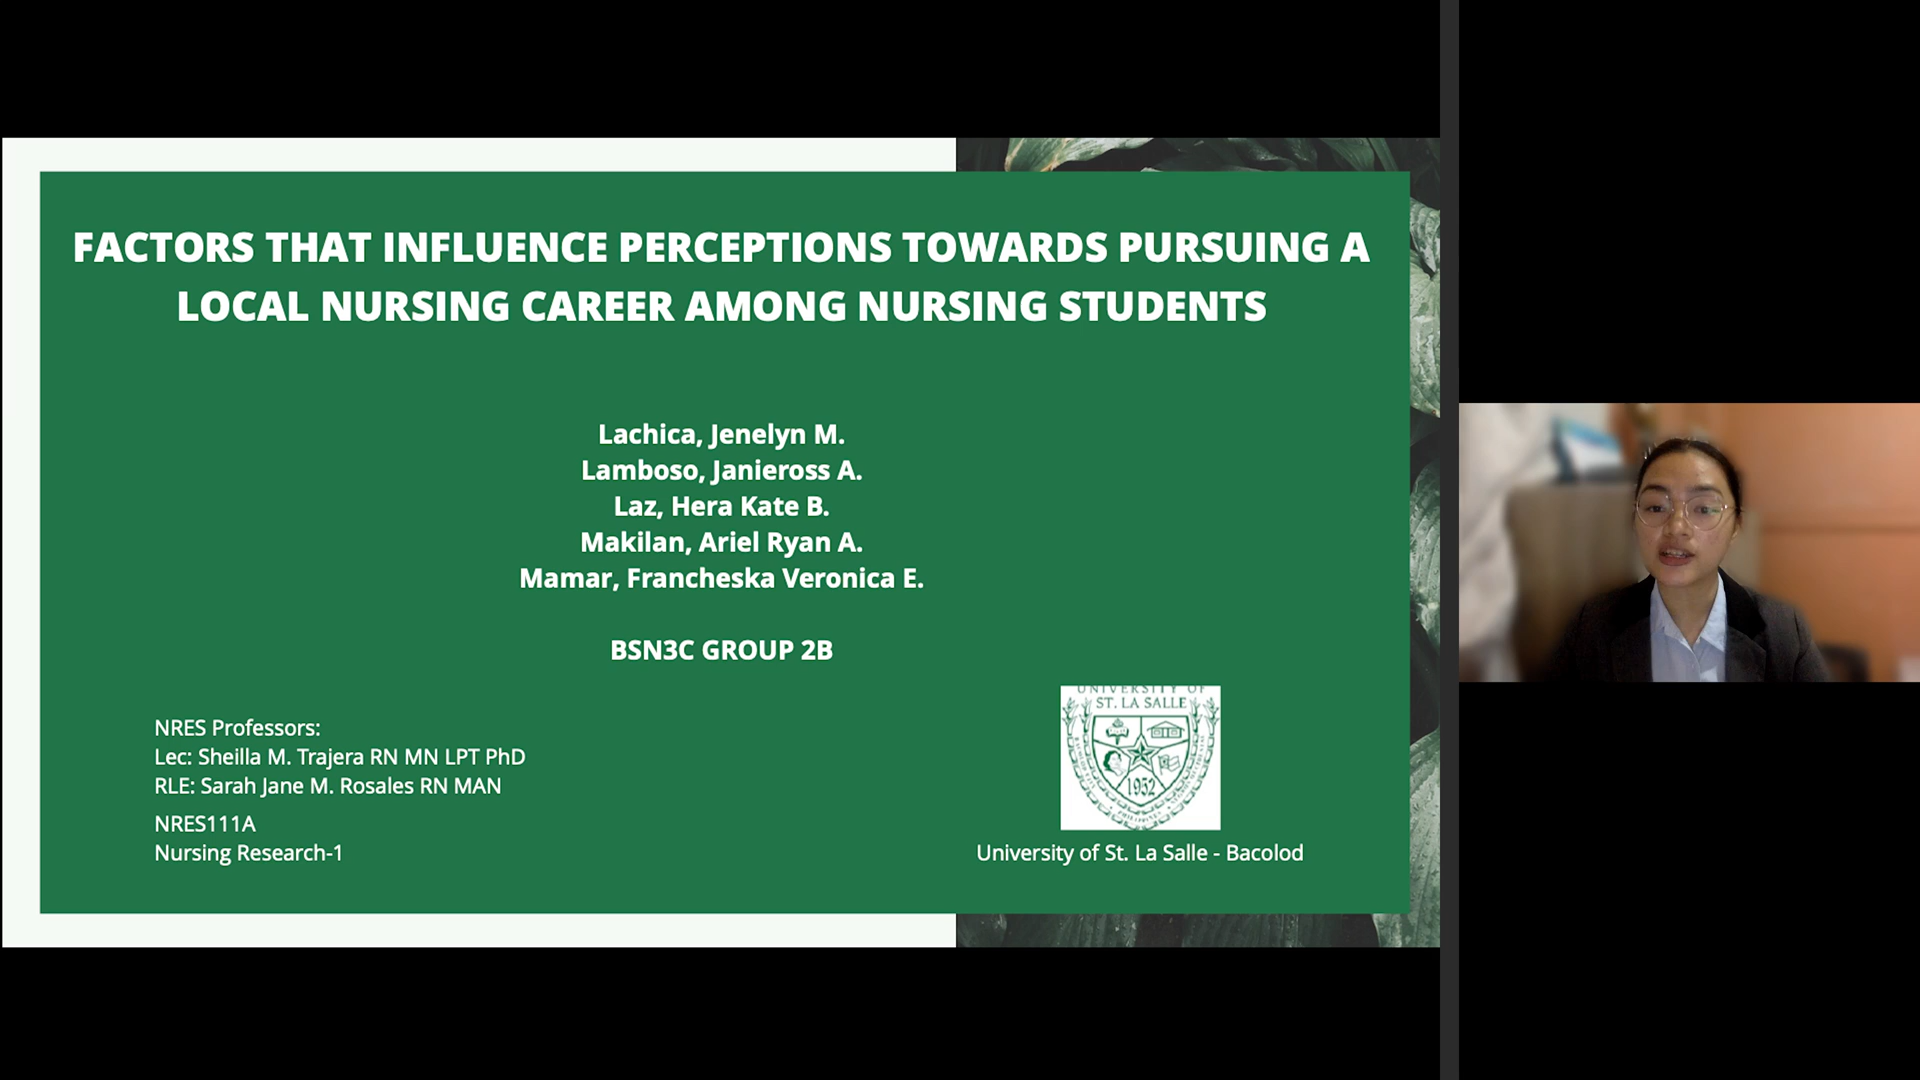 FACTORS THAT INFLUENCE PERCEPTIONS TOWARDS PURSUING A
LOCAL NURSING CAREER AMONG NURSING STUDENTS
Lachica, Jenelyn M.
Lamboso, Janieross A.
Laz, Hera Kate B.
Makilan, Ariel Ryan A.
Mamar, Francheska Veronica E.
BSN3C GROUP 2B
NRES Professors:
Lec: Sheilla M. Trajera RN MN LPT PhD
RLE: Sarah Jane M. Rosales RN MAN
NRES111A
Nursing Research-1
UNIVERSITY OF
ST. LA SALLE
1952
University of St. La Salle - Bacolod